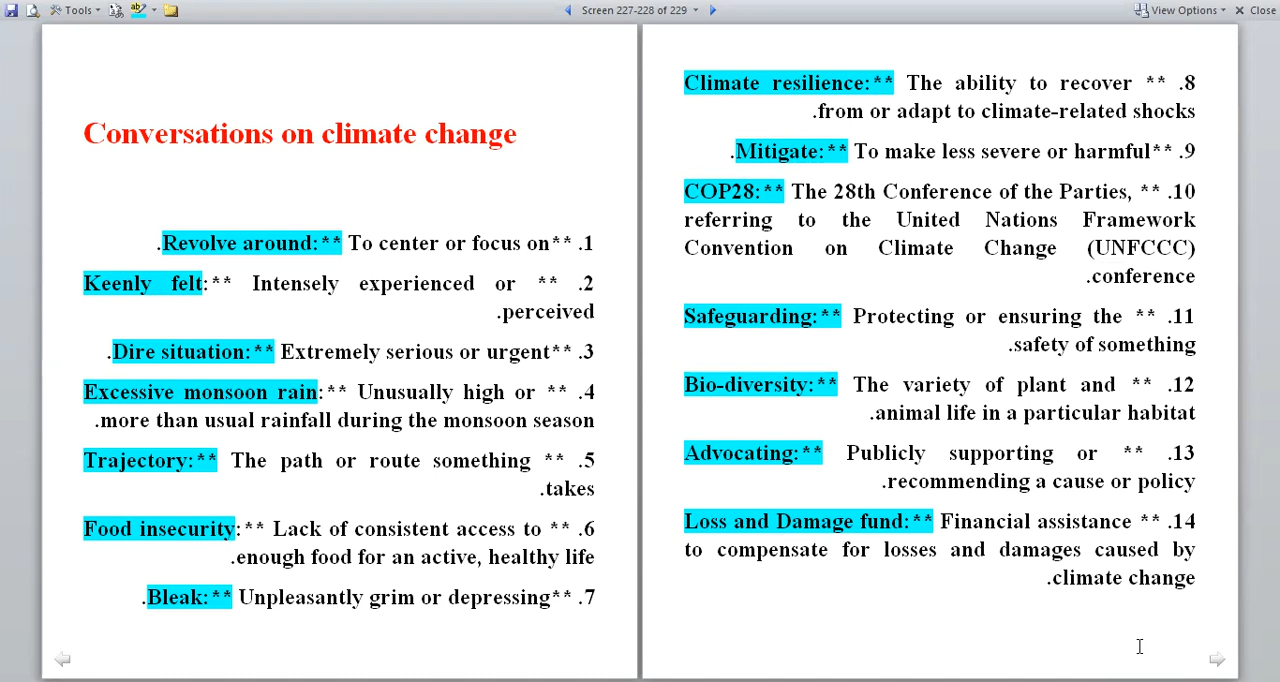 Tools
Screen 227-228 of 229
View Options
Close
Conversations on climate change
.Revolve around:** To center or focus on** .1
Keenly felt:** Intensely experienced or ** .2
.perceived
.Dire situation:** Extremely serious or urgent** .3
Excessive monsoon rain:** Unusually high or ** .4
.more than usual rainfall during the monsoon season
Trajectory:** The path or route something ** .5
.takes
Food insecurity:** Lack of consistent access to ** .6
.enough food for an active, healthy life
.Bleak:** Unpleasantly grim or depressing** .7
Climate resilience:** The ability to recover ** .8
.from or adapt to climate-related shocks
.Mitigate:** To make less severe or harmful** .9
COP28:** The 28th Conference of the Parties, ** .10
referring to the United Nations Framework
Convention on Climate Change (UNFCCC)
.conference
Safeguarding:** Protecting or ensuring the ** .11
.safety of something
Bio-diversity:** The variety of plant and ** .12
.animal life in a particular habitat
Advocating:** Publicly supporting or ** .13
.recommending a cause or policy
Loss and Damage fund:** Financial assistance ** .14
to compensate for losses and damages caused by
.climate change